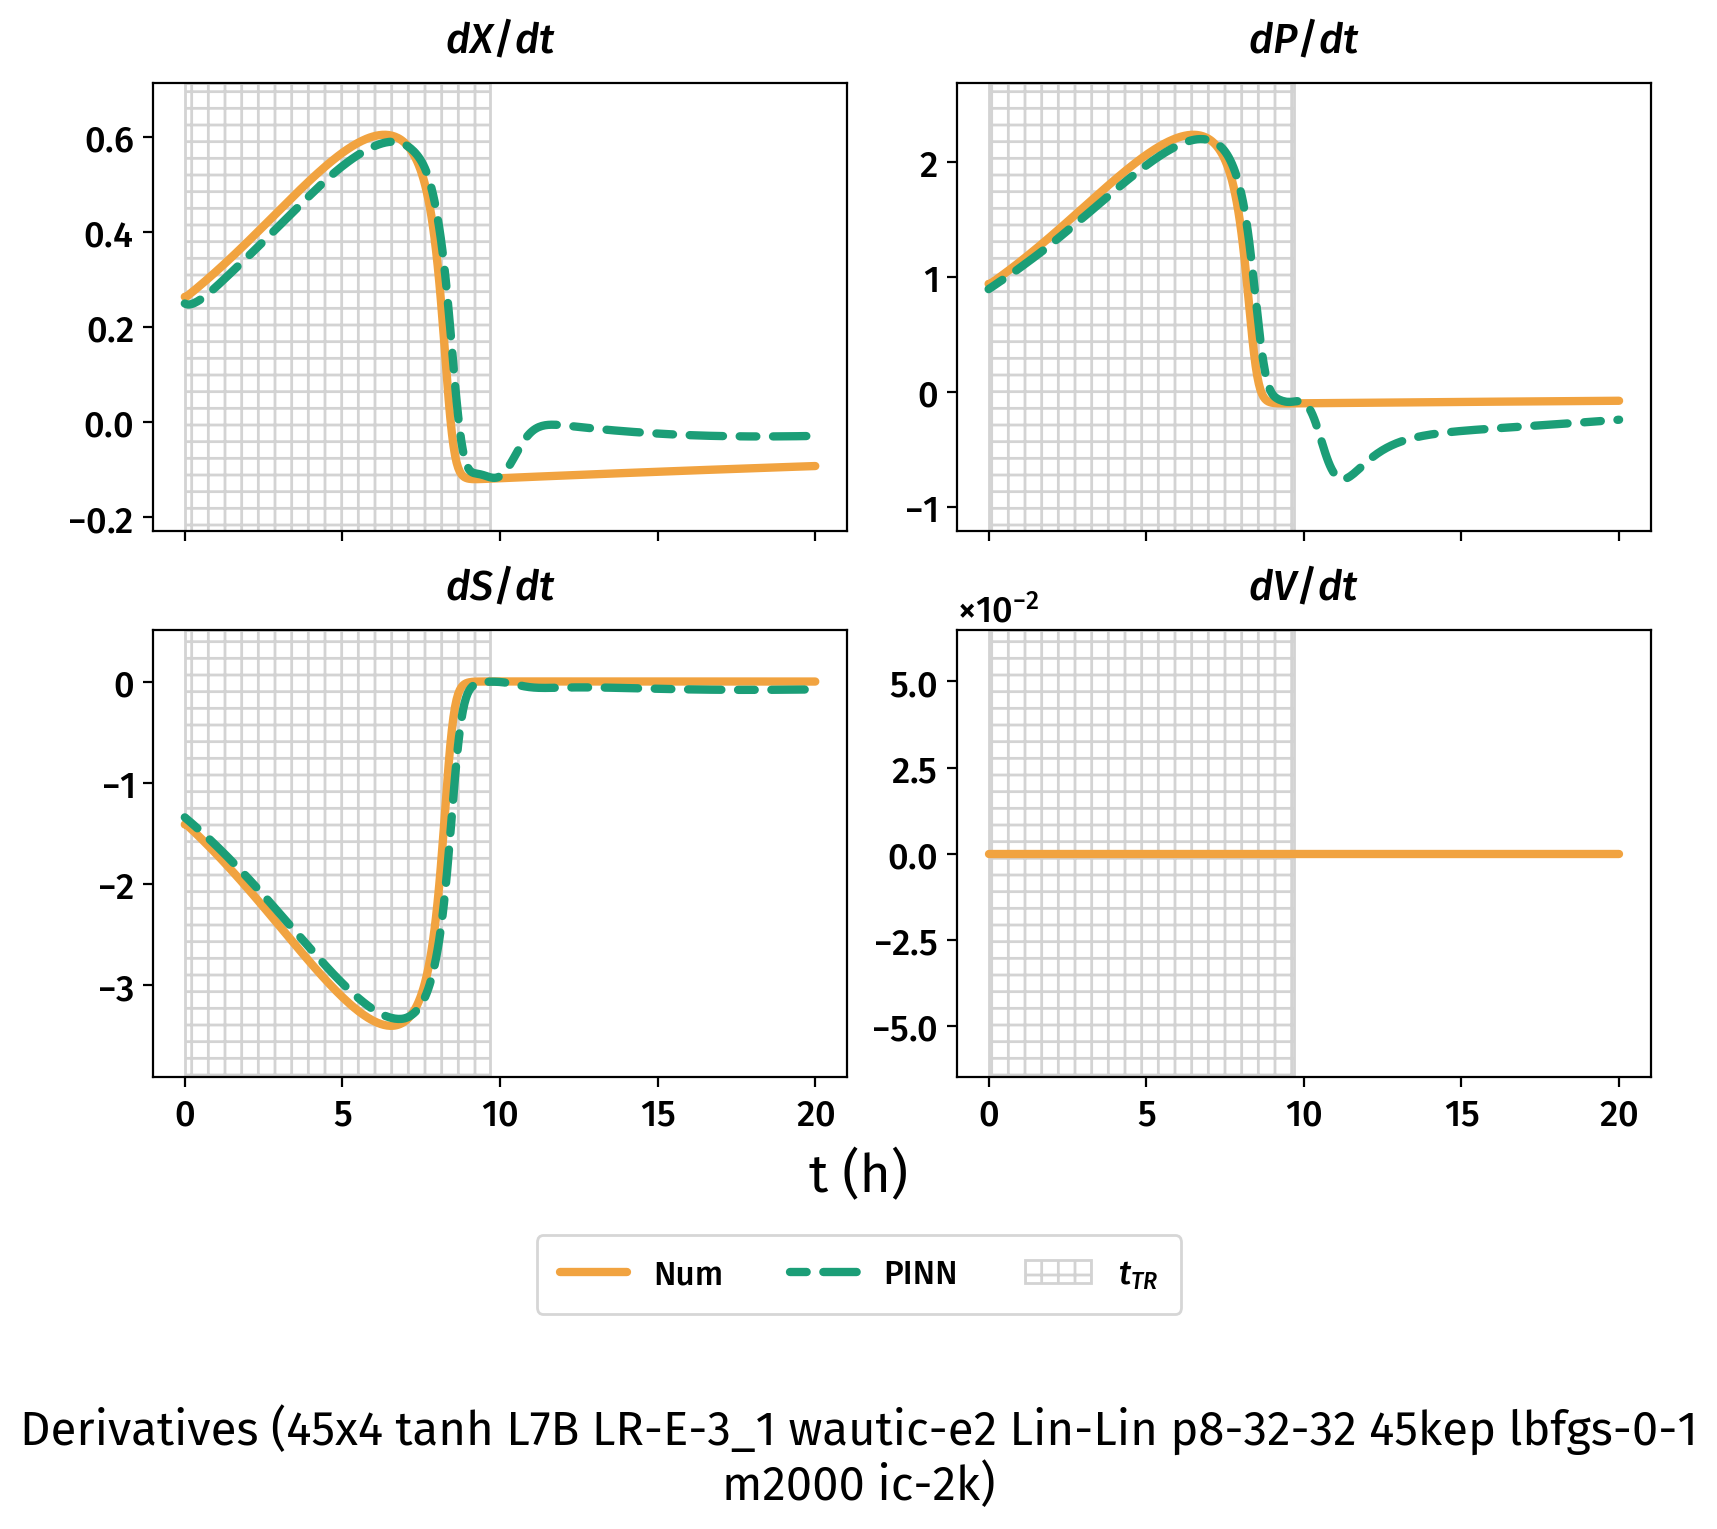 dX/dt
dP/dt
0.6
0.4
0.2
0.0
−0.2
2
1
0
−1
dS/dt
dV/dt
×10⁻²
0
−1
−2
−3
5.0
2.5
0.0
−2.5
−5.0
0 5 10 15 20
0 5 10 15 20
t (h)
Num PINN t_TR
Derivatives (45x4 tanh L7B LR-E-3_1 wautic-e2 Lin-Lin p8-32-32 45kep lbfgs-0-1
m2000 ic-2k)